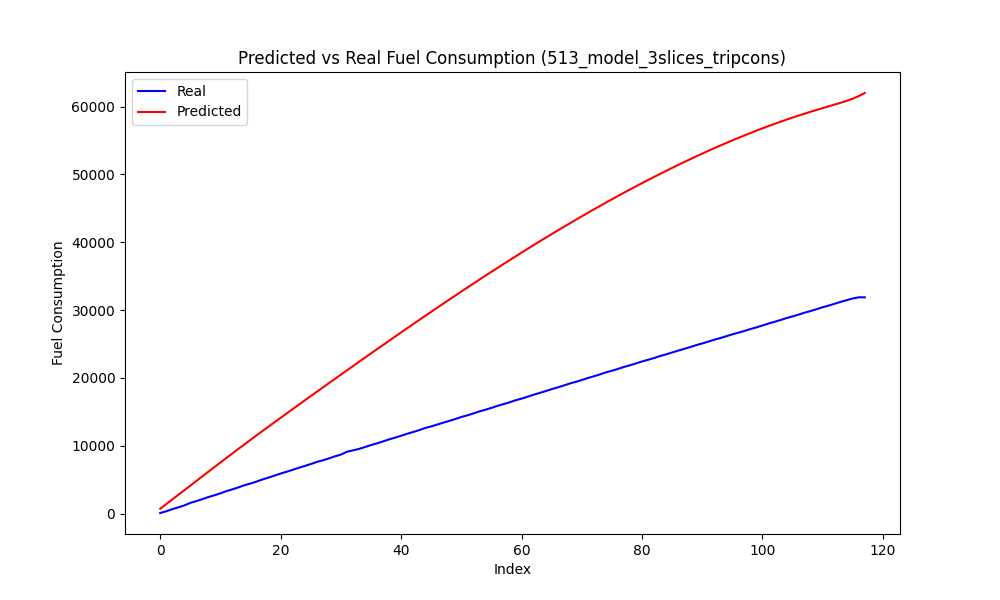 Predicted vs Real Fuel Consumption (513_model_3slices_tripcons)
Real
Predicted
60000
50000
40000
30000
20000
10000
0
Fuel Consumption
0 20 40 60 80 100 120
Index